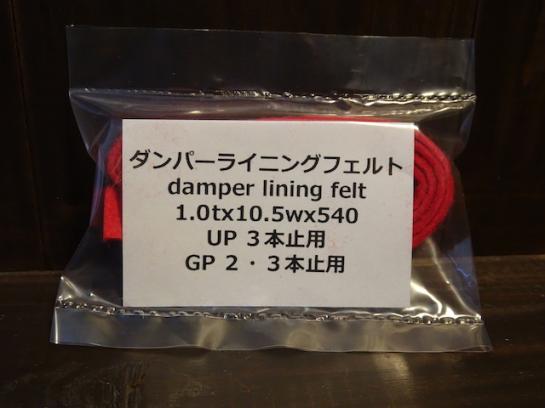 ダンパーライニングフェルト
damper lining felt
1.0tx10.5wx540
UP ３本止用
GP ２・３本止用